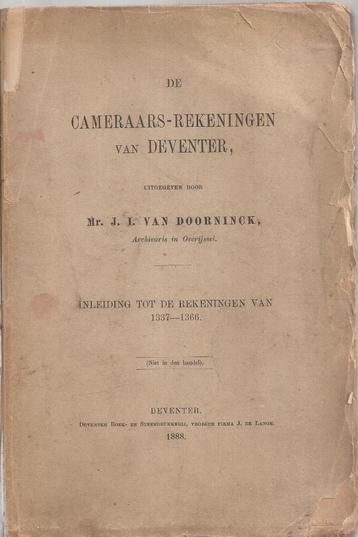 DE
CAMERAARS-REKENINGEN
VAN DEVENTER,
UITGEGEVEN DOOR
Mr. J. I. VAN DOORNINCK,
Archivaris in Overijssel.
INLEIDING TOT DE REKENINGEN VAN
1337—1366.
(Niet in den handel).
DEVENTER.
DEVENTER BOEK- EN STEENDRUKKERIJ, VROEGER FIRMA J. DE LANGE.
1888.